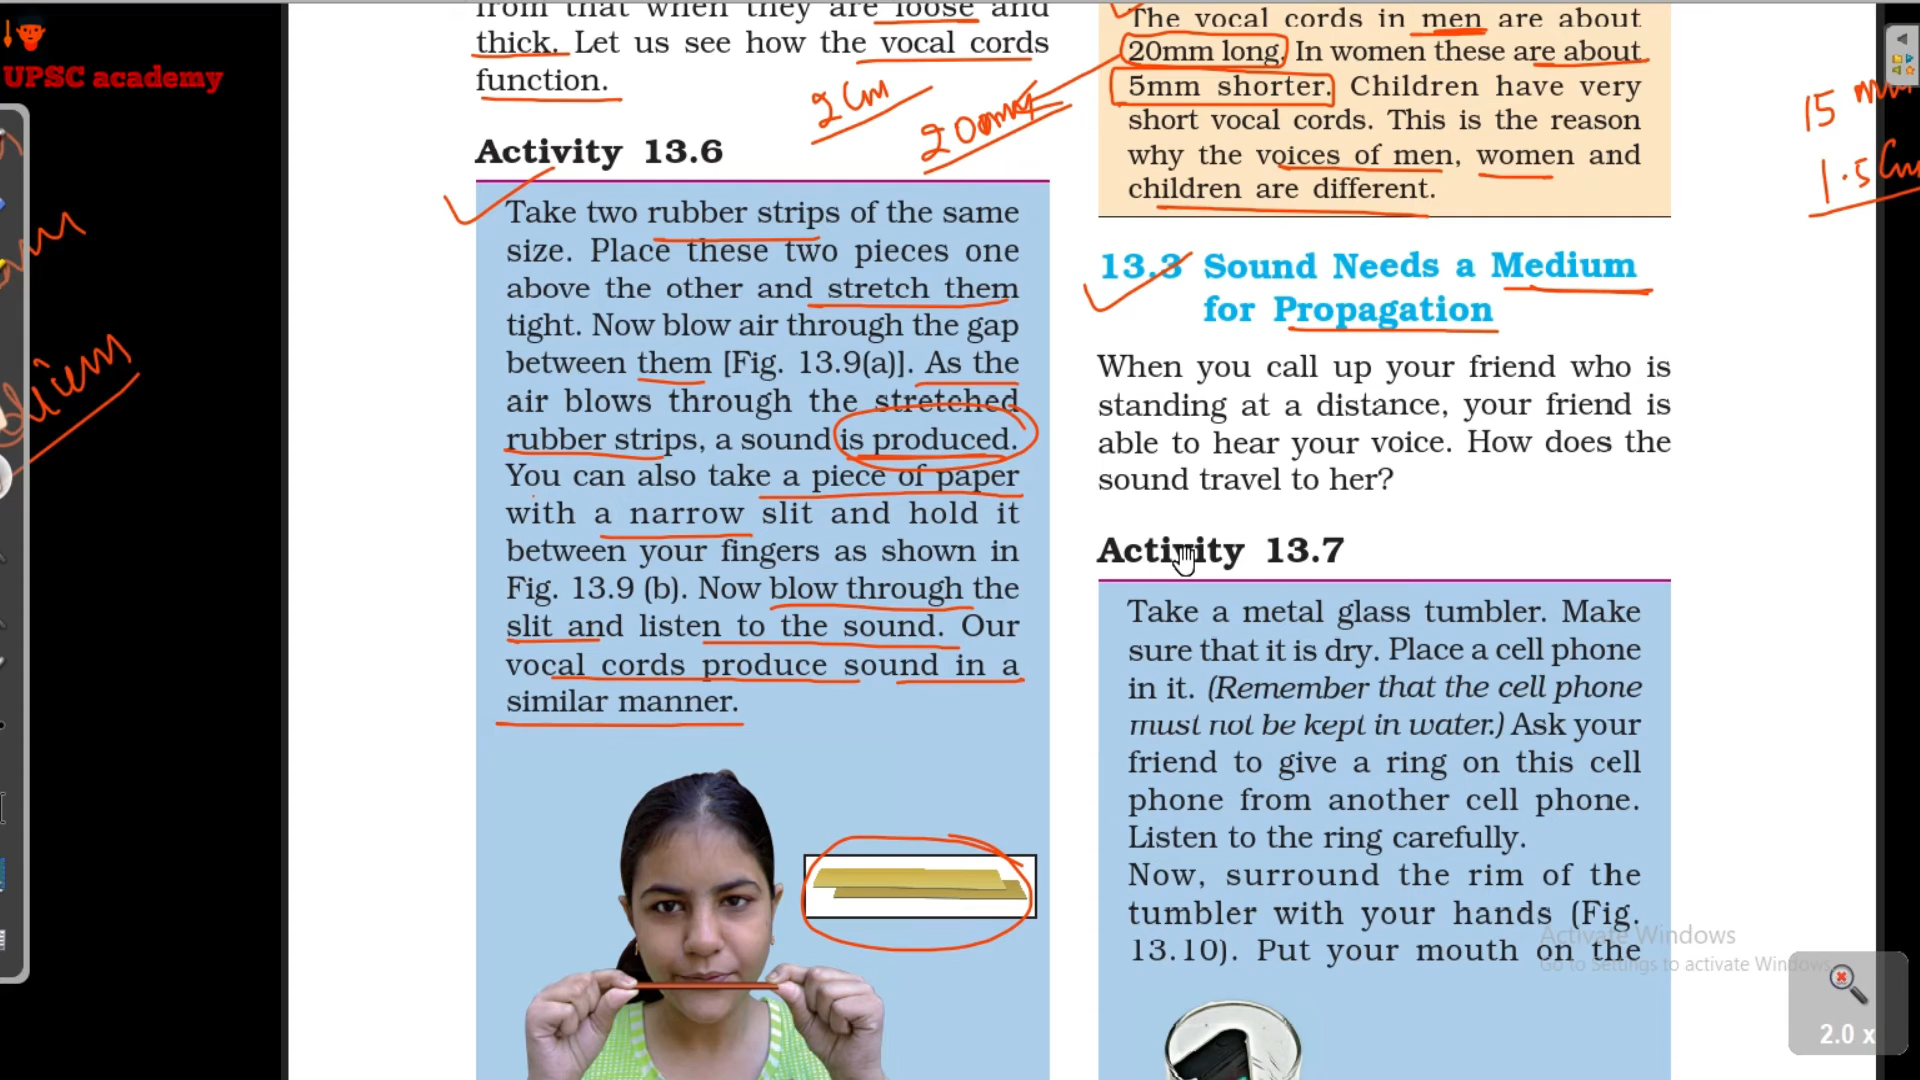 UPSC academy
from that when they are loose and
thick. Let us see how the vocal cords
function.
2 cm
20mm
Activity 13.6
Take two rubber strips of the same
size. Place these two pieces one
above the other and stretch them
tight. Now blow air through the gap
between them [Fig. 13.9(a)]. As the
air blows through the stretched
rubber strips, a sound is produced.
You can also take a piece of paper
with a narrow slit and hold it
between your fingers as shown in
Fig. 13.9 (b). Now blow through the
slit and listen to the sound. Our
vocal cords produce sound in a
similar manner.
The vocal cords in men are about
20mm long. In women these are about
5mm shorter. Children have very
short vocal cords. This is the reason
why the voices of men, women and
children are different.
15 mm
1.5 cm
13.3 Sound Needs a Medium
for Propagation
When you call up your friend who is
standing at a distance, your friend is
able to hear your voice. How does the
sound travel to her?
Activity 13.7
Take a metal glass tumbler. Make
sure that it is dry. Place a cell phone
in it. (Remember that the cell phone
must not be kept in water.) Ask your
friend to give a ring on this cell
phone from another cell phone.
Listen to the ring carefully.
Now, surround the rim of the
tumbler with your hands (Fig.
13.10). Put your mouth on the
Activate Windows
Go to Settings to activate Windows.
2.0 x